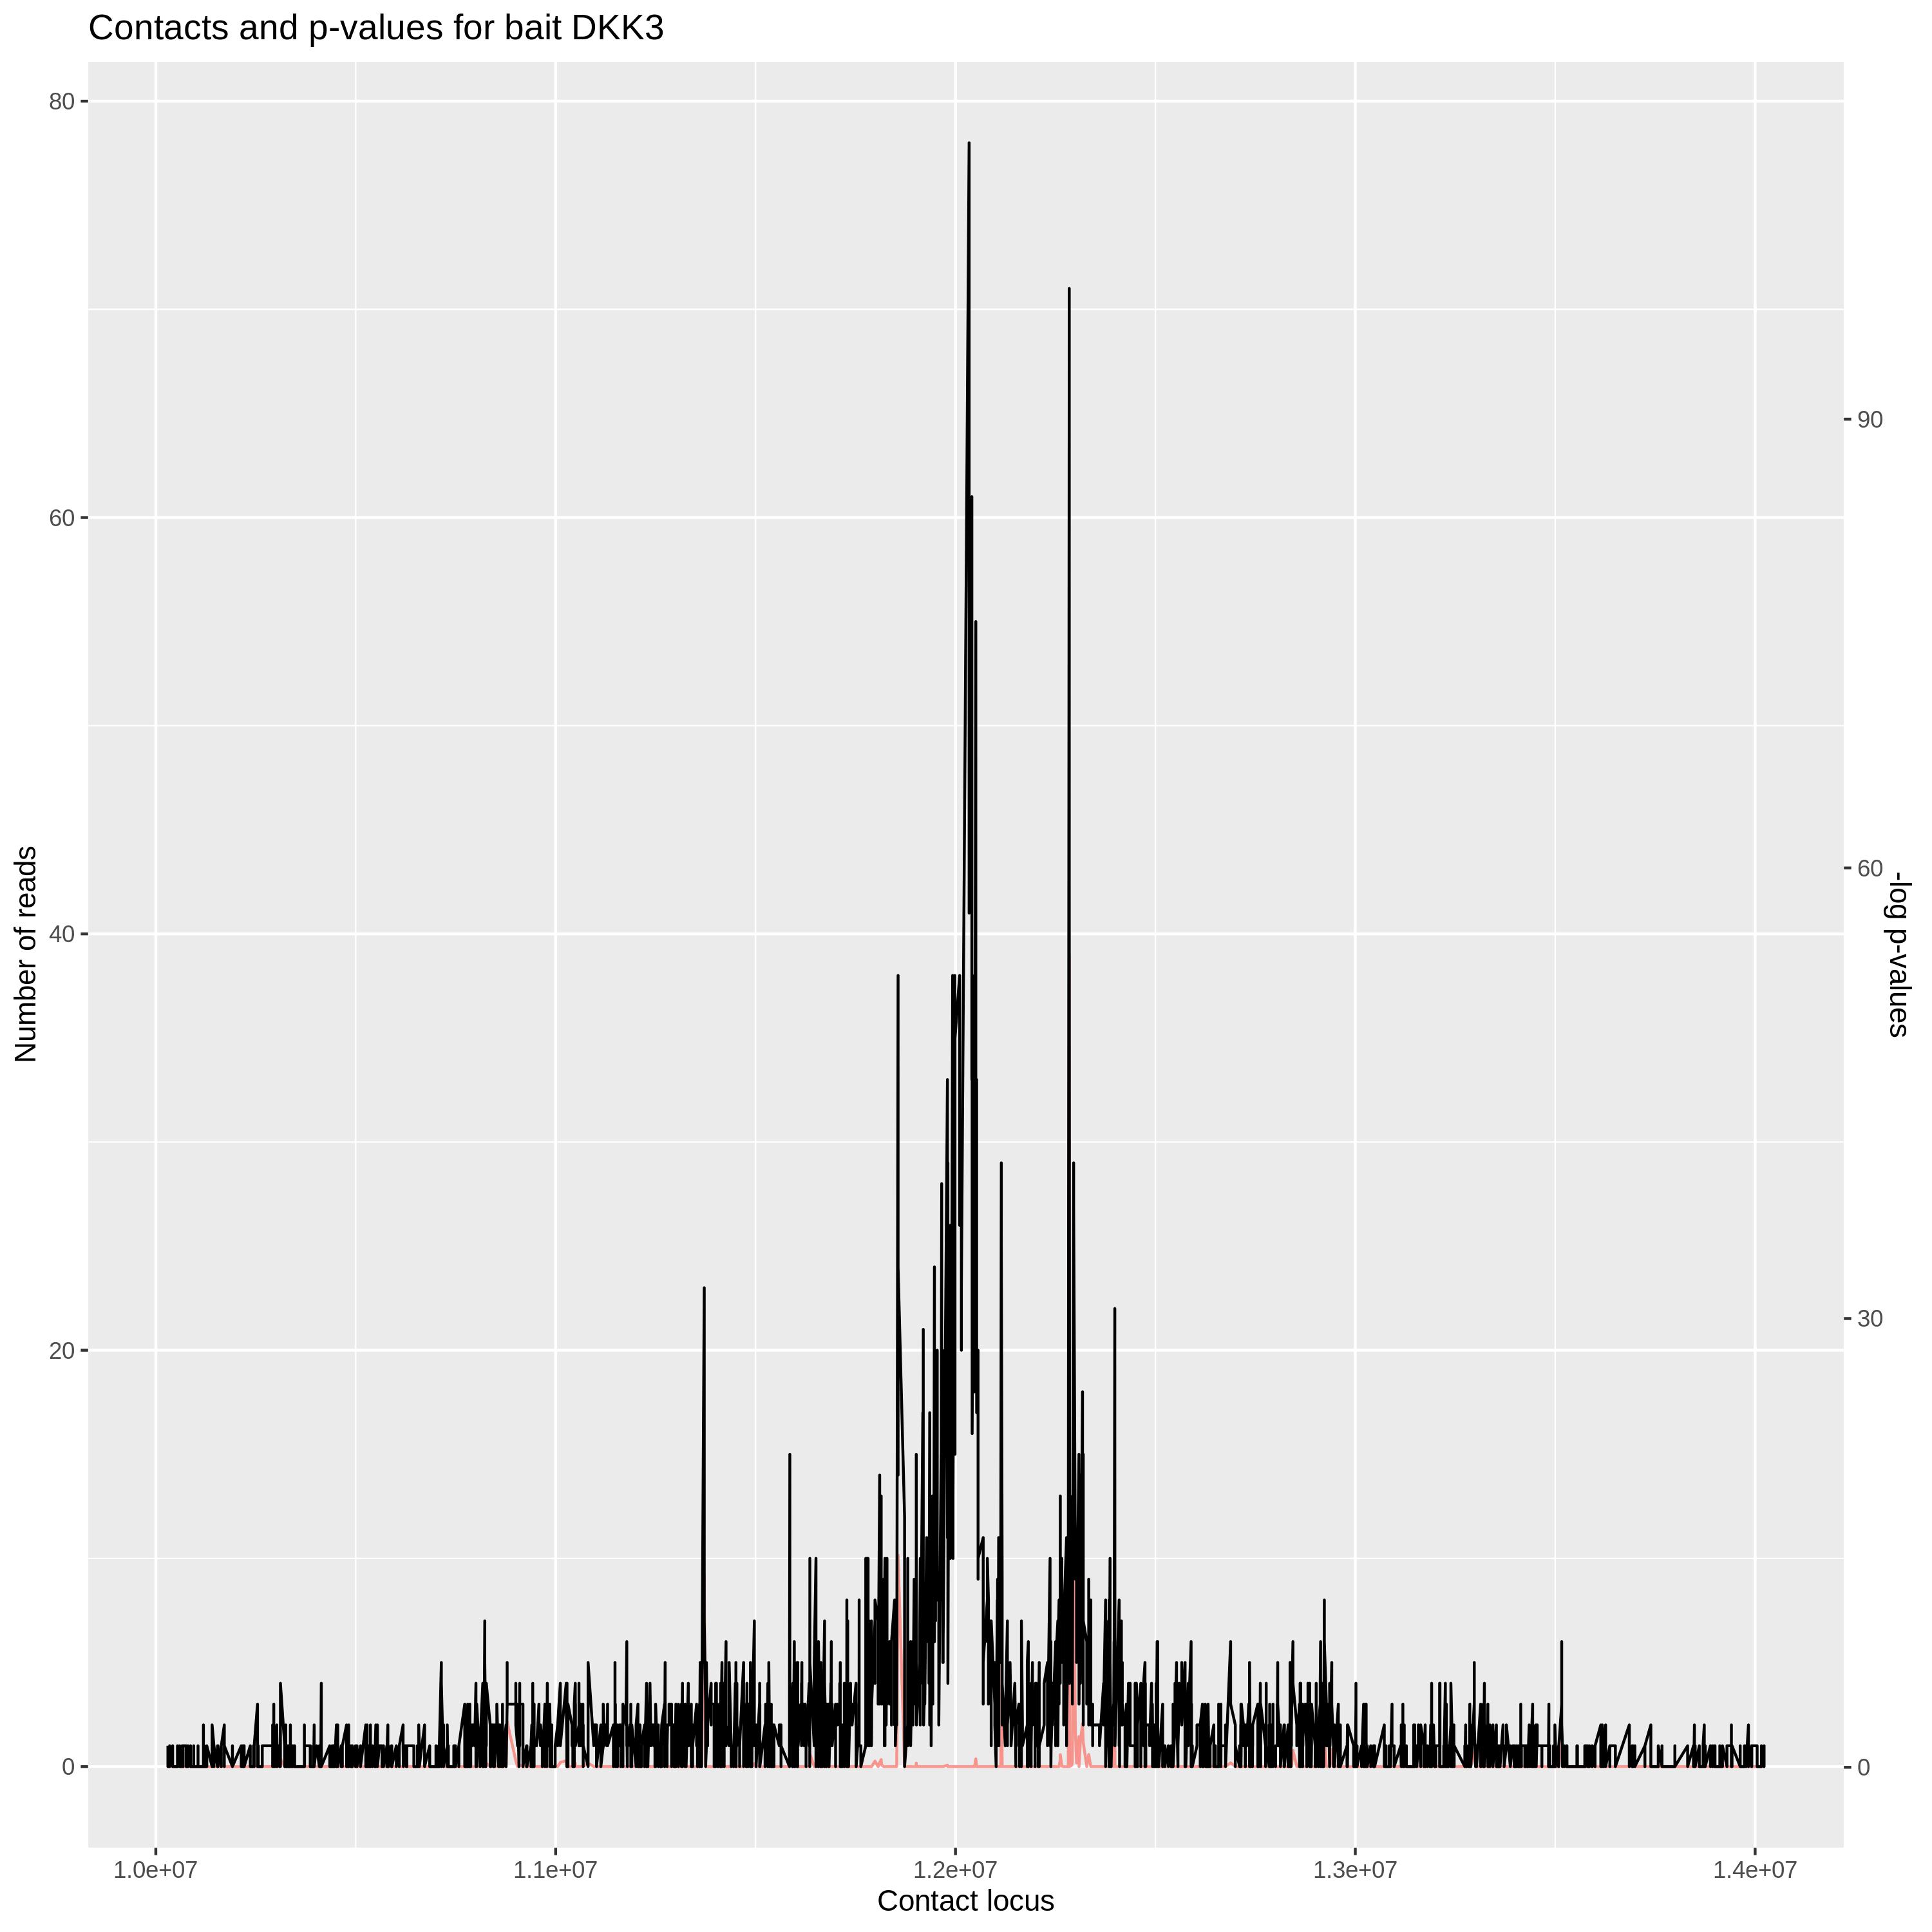 Contacts and p-values for bait DKK3
80
60
40
20
0
Number of reads
90
60
30
0
-log p-values
1.0e+07 1.1e+07 1.2e+07 1.3e+07 1.4e+07
Contact locus